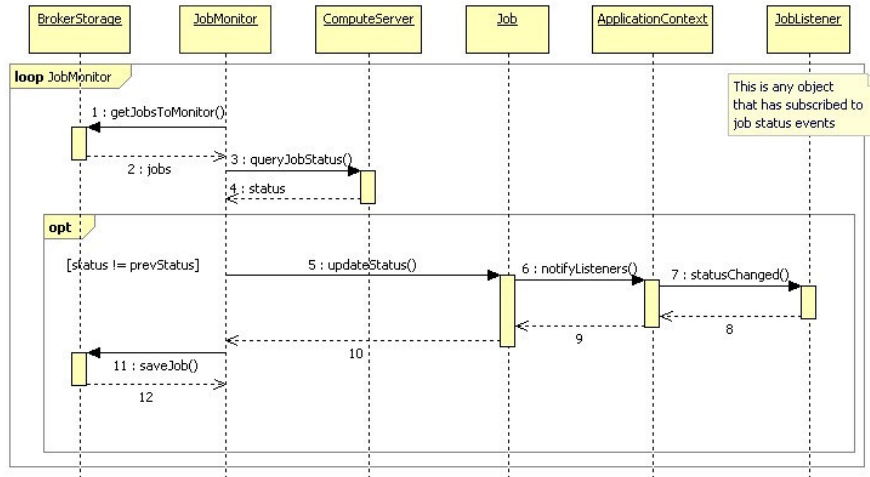 BrokerStorage
JobMonitor
ComputeServer
Job
ApplicationContext
JobListener
loop JobMonitor
This is any object
that has subscribed to
job status events
1 : getJobsToMonitor()
2 : jobs
3 : queryJobStatus()
4 : status
opt
[status != prevStatus]
5 : updateStatus()
6 : notifyListeners()
7 : statusChanged()
8
9
10
11 : saveJob()
12